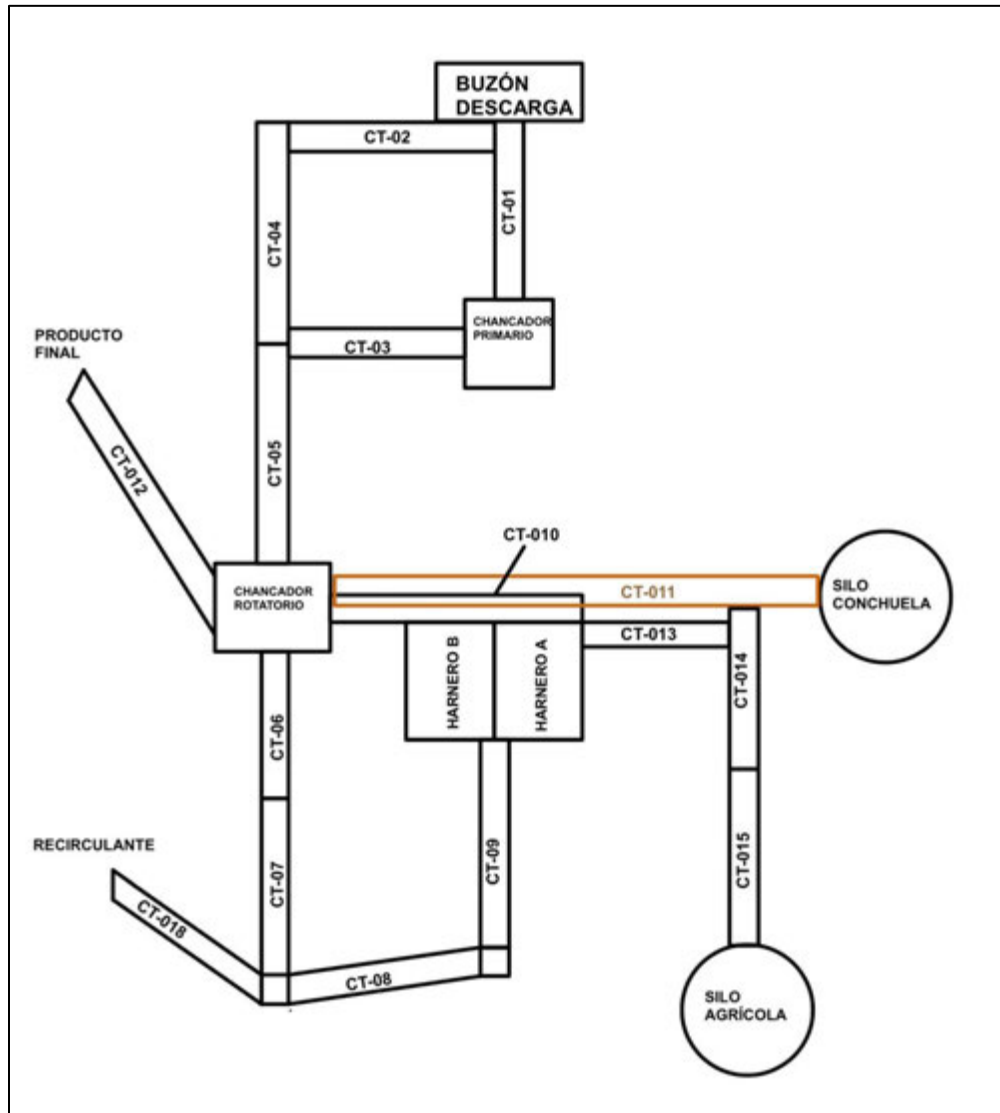 BUZÓN
DESCARGA
CT-02
CT-01
CT-04
CHANCADOR
PRIMARIO
CT-03
PRODUCTO
FINAL
CT-05
CT-012
CT-010
CHANCADOR
ROTATORIO
CT-011
SILO
CONCHUELA
CT-013
HARNERO B
HARNERO A
CT-014
CT-06
RECIRCULANTE
CT-07
CT-09
CT-015
CT-018
CT-08
SILO
AGRÍCOLA